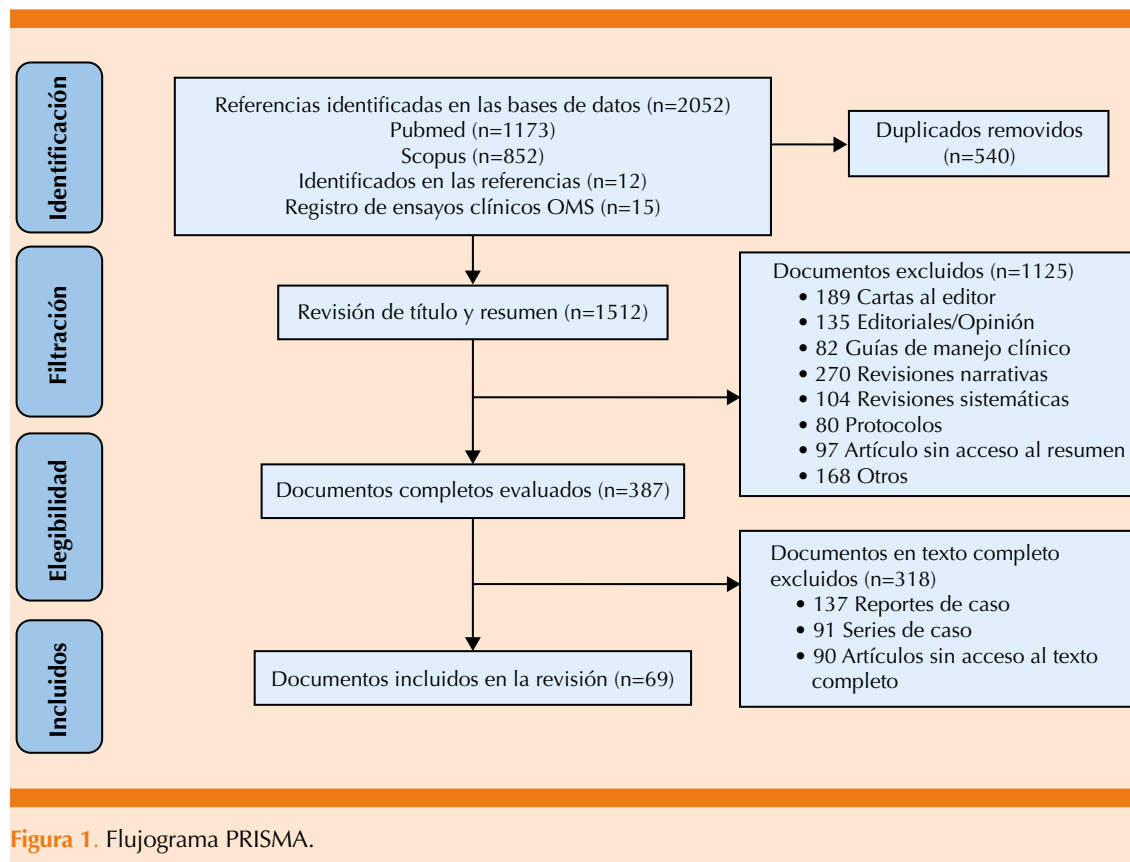 Identificación
Referencias identificadas en las bases de datos (n=2052)
Pubmed (n=1173)
Scopus (n=852)
Identificados en las referencias (n=12)
Registro de ensayos clínicos OMS (n=15)
Duplicados removidos
(n=540)
Filtración
Revisión de título y resumen (n=1512)
Documentos excluidos (n=1125)
• 189 Cartas al editor
• 135 Editoriales/Opinión
• 82 Guías de manejo clínico
• 270 Revisiones narrativas
• 104 Revisiones sistemáticas
• 80 Protocolos
• 97 Artículo sin acceso al resumen
• 168 Otros
Elegibilidad
Documentos completos evaluados (n=387)
Documentos en texto completo
excluidos (n=318)
• 137 Reportes de caso
• 91 Series de caso
• 90 Artículos sin acceso al texto
completo
Incluidos
Documentos incluidos en la revisión (n=69)
Figura 1. Flujograma PRISMA.